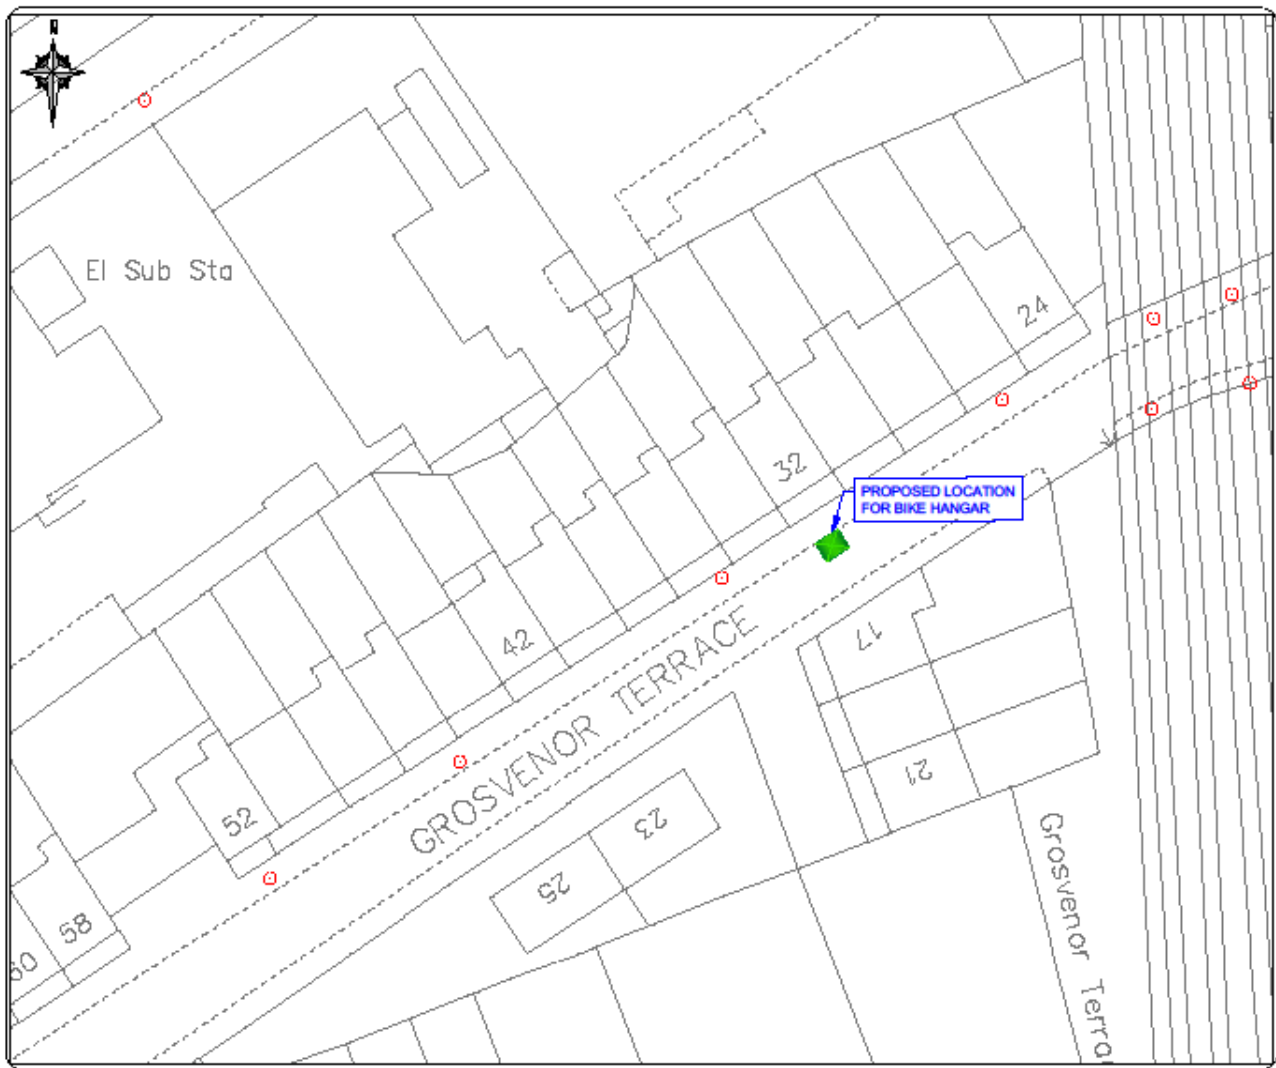 N
El Sub Sta
24
32
PROPOSED LOCATION
FOR BIKE HANGAR
42
17
GROSVENOR TERRACE
21
52
23
25
58
60
Grosvenor Terra